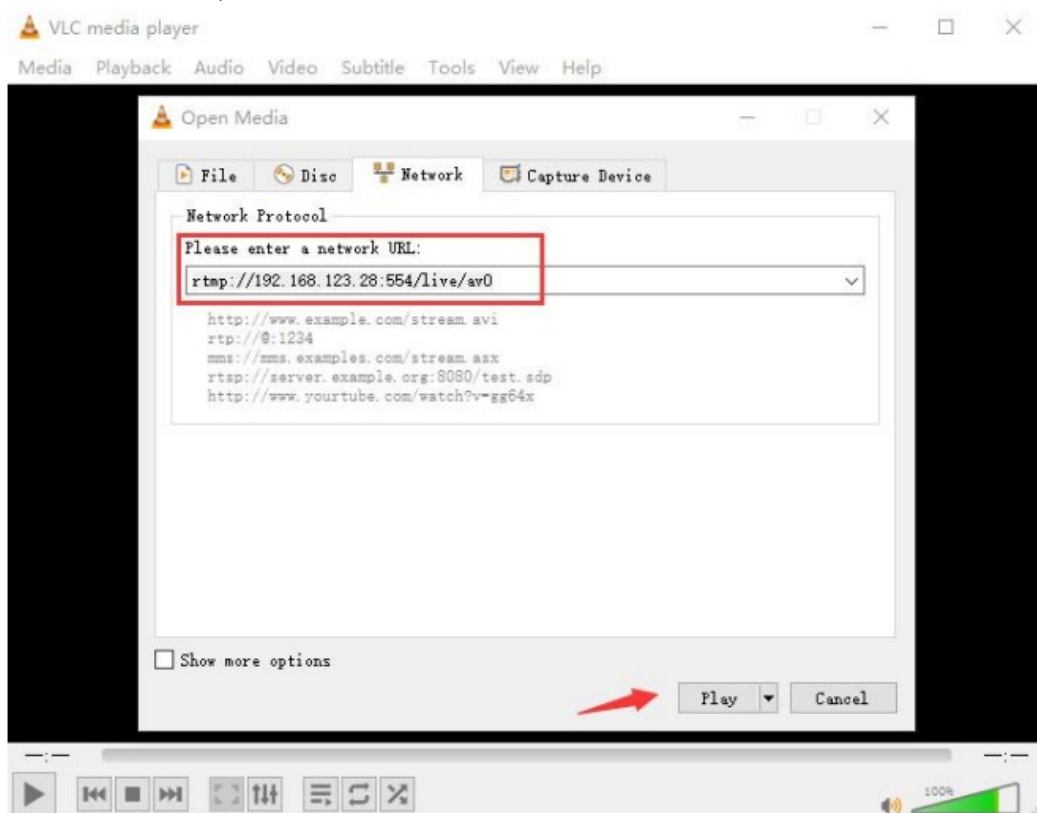 VLC media player
Media Playback Audio Video Subtitle Tools View Help
Open Media
File Disc Network Capture Device
Network Protocol
Please enter a network URL:
rtmp://192.168.123.28:554/live/av0
http://www.example.com/stream.avi
rtp://@:1234
mms://mms.examples.com/stream.asx
rtsp://server.example.org:8080/test.sdp
http://www.yourtube.com/watch?v=gg64x
Show more options
Play Cancel
--:-- --:--
100%